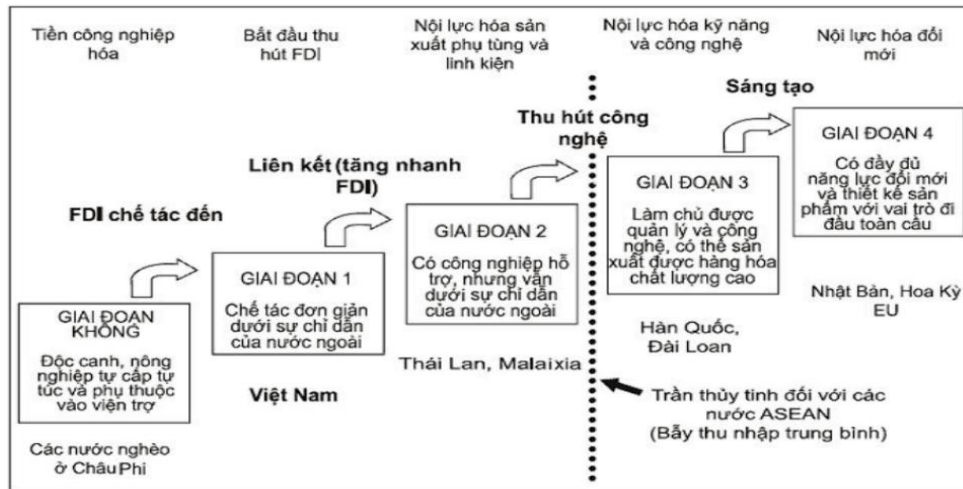 Tiền công nghiệp
hóa
Bắt đầu thu
hút FDI
Nội lực hóa sản
xuất phụ tùng và
linh kiện
Nội lực hóa kỹ năng
và công nghệ
Nội lực hóa đổi
mới
FDI chế tác đến
Liên kết (tăng nhanh
FDI)
Thu hút công
nghệ
Sáng tạo
GIAI ĐOẠN
KHÔNG
Độc canh, nông
nghiệp tự cấp tự
túc và phụ thuộc
vào viện trợ
Các nước nghèo
ở Châu Phi
GIAI ĐOẠN 1
Chế tác đơn giản
dưới sự chỉ dẫn
của nước ngoài
Việt Nam
GIAI ĐOẠN 2
Có công nghiệp hỗ
trợ, nhưng vẫn
dưới sự chỉ dẫn
của nước ngoài
Thái Lan, Malaixia
GIAI ĐOẠN 3
Làm chủ được
quản lý và công
nghệ, có thể sản
xuất được hàng hóa
chất lượng cao
Hàn Quốc,
Đài Loan
GIAI ĐOẠN 4
Có đầy đủ
năng lực đổi mới
và thiết kế sản
phẩm với vai trò đi
đầu toàn cầu
Nhật Bản, Hoa Kỳ
EU
Trần thủy tinh đối với các
nước ASEAN
(Bẫy thu nhập trung bình)